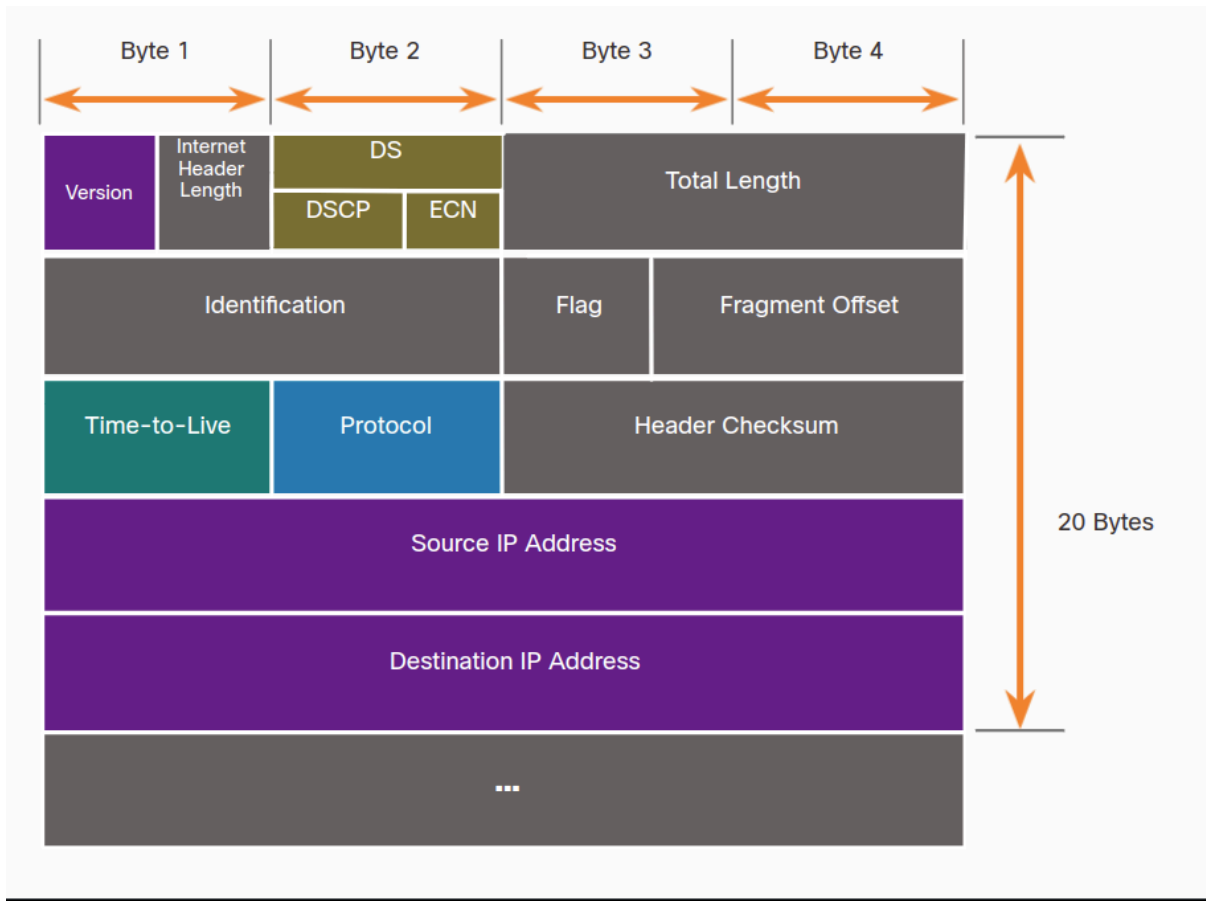 Byte 1
Byte 2
Byte 3
Byte 4
Version
Internet
Header
Length
DS
DSCP
ECN
Total Length
Identification
Flag
Fragment Offset
Time-to-Live
Protocol
Header Checksum
Source IP Address
Destination IP Address
20 Bytes
...